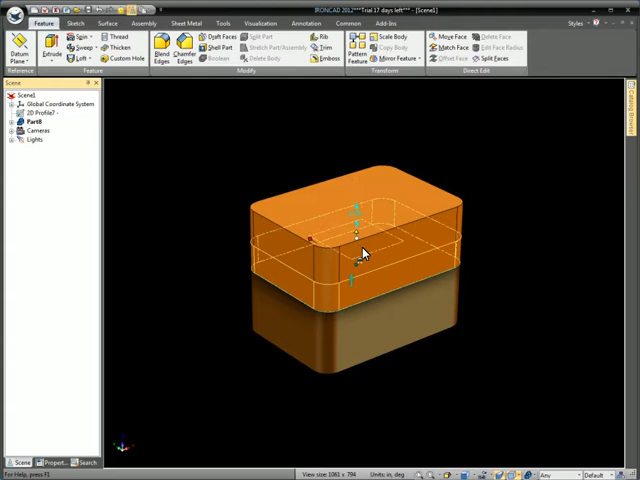 IRONCAD 2012***Trial 17 days left***[Scene1]
Feature Sketch Surface Assembly Sheet Metal Tools Visualization Annotation Common Add-Ins Styles Default
Spin Thread Draft Faces Split Part Rib Scale Body Move Face Delete Face
Datum Plane Extrude Sweep Thicken Blend Edges Chamfer Edges Shell Part Stretch Part/Assembly Trim Pattern Feature Copy Body Match Face Edit Face Radius
Loft Custom Hole Boolean Delete Body Emboss Mirror Feature Offset Face Split Faces
Reference Feature Modify Transform Direct Edit
Scene
Scene1
Global Coordinate System
2D Profile7 -
Part8
Cameras
Lights
Catalog Browser
Scene Propert... Search
For Help, press F1
View size: 1061 x 794 Units: in, deg Any Default